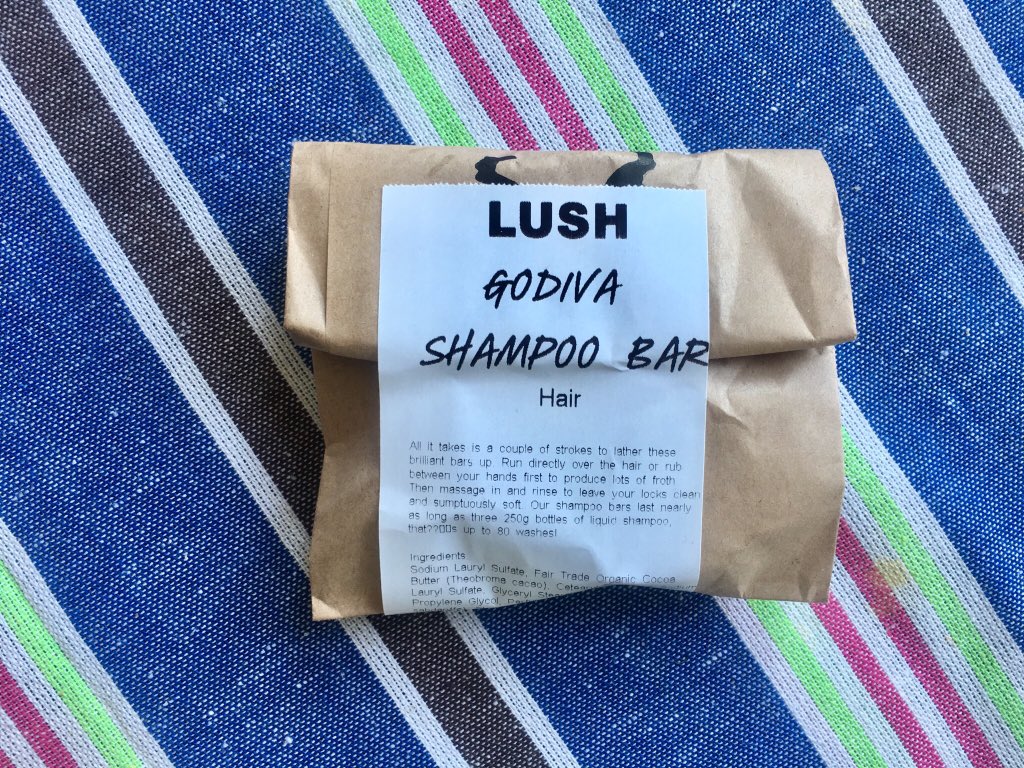 LUSH
GODIVA
SHAMPOO BAR
Hair
All it takes is a couple of strokes to lather these
brilliant bars up. Run directly over the hair or rub
between your hands first to produce lots of froth.
Then massage in and rinse to leave your locks clean
and sumptuously soft. Our shampoo bars last nearly
as long as three 250g bottles of liquid shampoo,
that??▯▯s up to 80 washes!
Ingredients
Sodium Lauryl Sulfate, Fair Trade Organic Cocoa
Butter (Theobroma cacao),
Lauryl Sulfate, Glyceryl
Propylene Glycol,